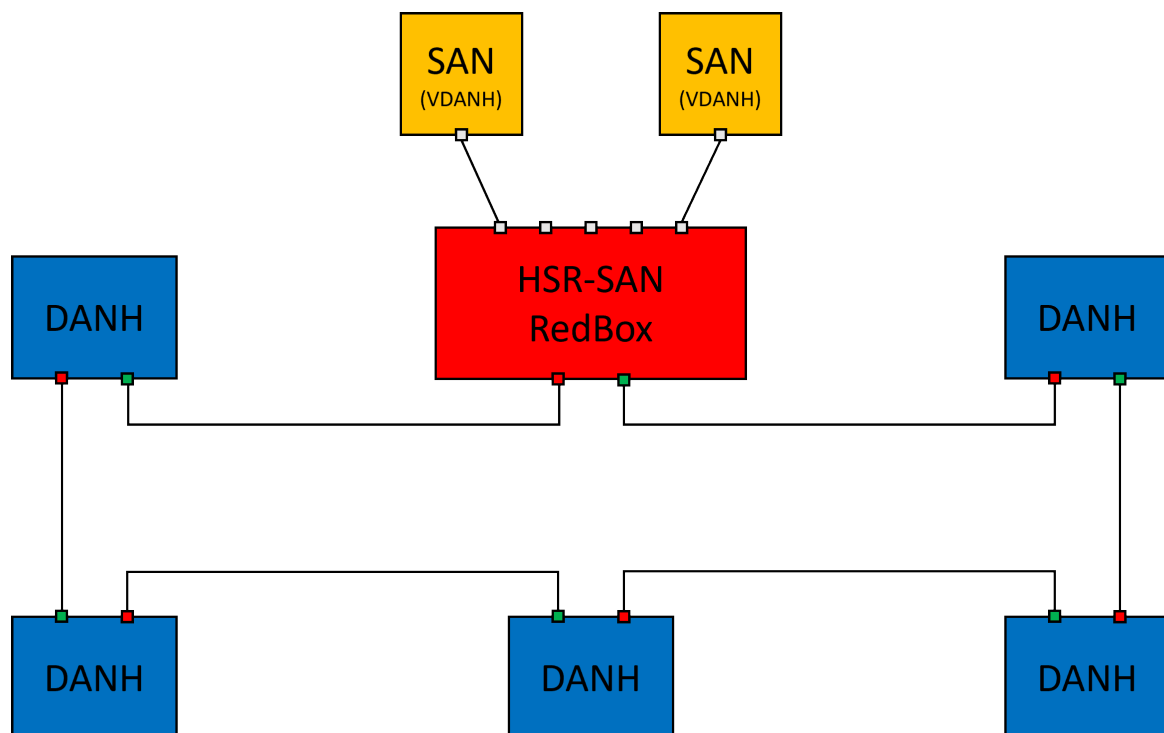 SAN
(VDANH)
SAN
(VDANH)
HSR-SAN
RedBox
DANH
DANH
DANH
DANH
DANH